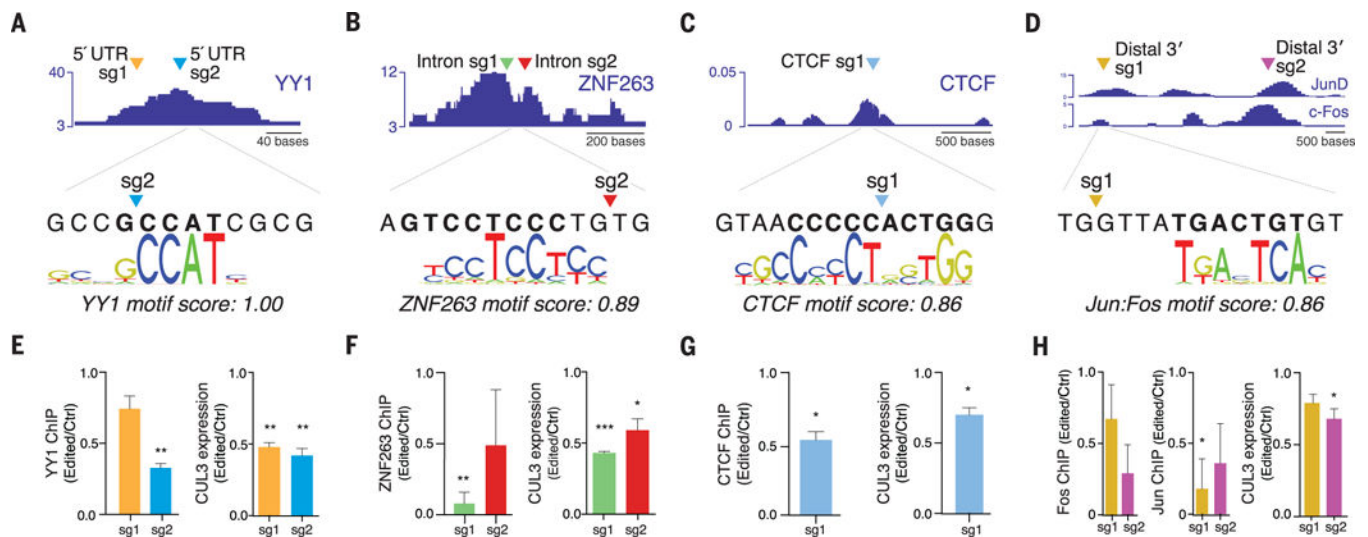 A B C D
5′ UTR sg1
5′ UTR sg2
40
3
YY1
40 bases
Intron sg1
Intron sg2
12
3
ZNF263
200 bases
CTCF sg1
0.05
0
CTCF
500 bases
Distal 3′ sg1
Distal 3′ sg2
15
0
JunD
5
0
c-Fos
500 bases
sg2
GCCGCCATCGCG
YY1 motif score: 1.00
sg2
AGTCCTCCCTGTG
ZNF263 motif score: 0.89
sg1
GTAACCCCCCACTGGG
CTCF motif score: 0.86
sg1
TGGTTATGACTGTGT
Jun:Fos motif score: 0.86
E F G H
YY1 ChIP (Edited/Ctrl)
1.0
0.5
0.0
**
sg1 sg2
CUL3 expression (Edited/Ctrl)
1.0
0.5
0.0
** **
sg1 sg2
ZNF263 ChIP (Edited/Ctrl)
1.0
0.5
0.0
**
sg1 sg2
CUL3 expression (Edited/Ctrl)
1.0
0.5
0.0
*** *
sg1 sg2
CTCF ChIP (Edited/Ctrl)
1.0
0.5
0.0
*
sg1
CUL3 expression (Edited/Ctrl)
1.0
0.5
0.0
*
sg1
Fos ChIP (Edited/Ctrl)
1.0
0.5
0.0
sg1 sg2
Jun ChIP (Edited/Ctrl)
1.0
0.5
0.0
*
sg1 sg2
CUL3 expression (Edited/Ctrl)
1.0
0.5
0.0
*
sg1 sg2